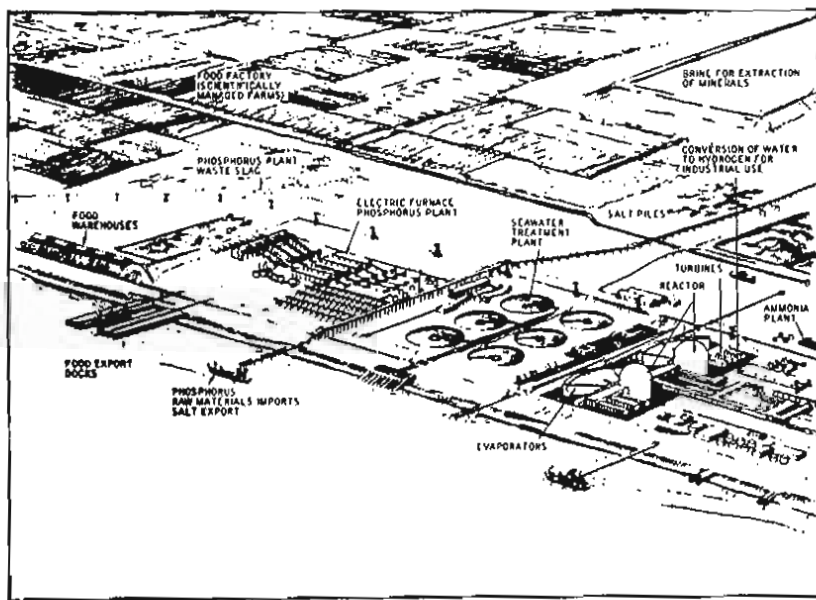 FOOD FACTORY
(SCIENTIFICALLY
MANAGED FARMS)
BRINE FOR EXTRACTION
OF MINERALS
PHOSPHORUS PLANT
WASTE SLAG
CONVERSION OF WATER
TO HYDROGEN FOR
INDUSTRIAL USE
FOOD
WAREHOUSES
ELECTRIC FURNACE
PHOSPHORUS PLANT
SEAWATER
TREATMENT
PLANT
SALT PILES
TURBINES
REACTOR
AMMONIA
PLANT
FOOD EXPORT
DOCKS
PHOSPHORUS
RAW MATERIALS IMPORTS
SALT EXPORT
EVAPORATORS